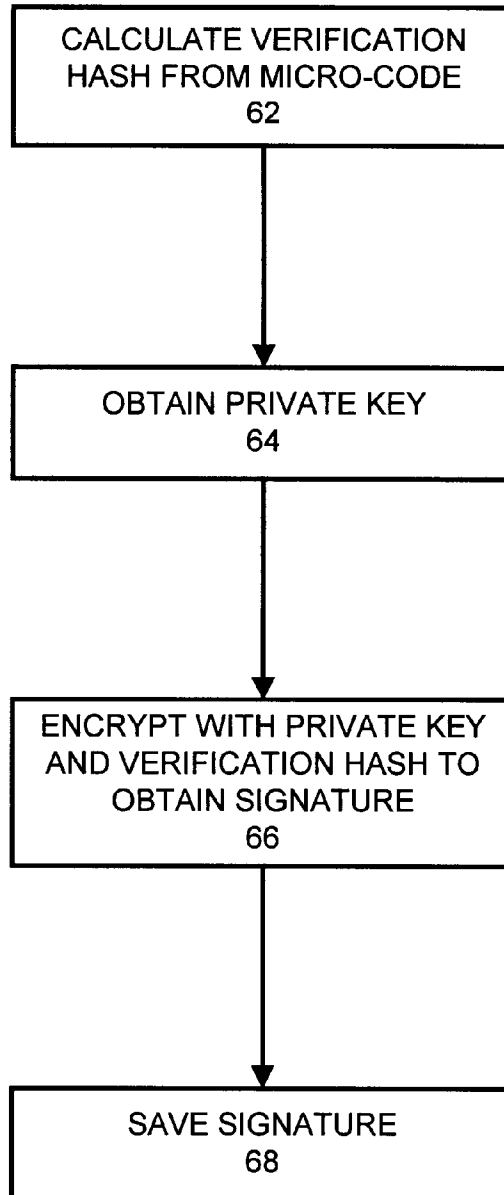 CALCULATE VERIFICATION
HASH FROM MICRO-CODE
62
OBTAIN PRIVATE KEY
64
ENCRYPT WITH PRIVATE KEY
AND VERIFICATION HASH TO
OBTAIN SIGNATURE
66
SAVE SIGNATURE
68